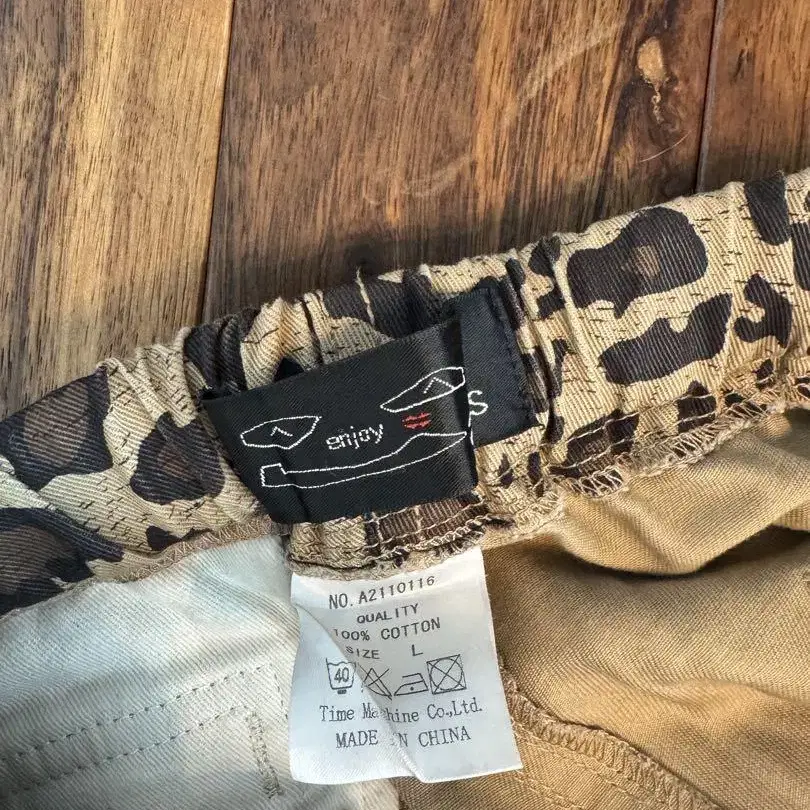 enjoy
S
NO. A2110116
QUALITY
100% COTTON
SIZE L
40
Time Machine Co.,Ltd.
MADE IN CHINA